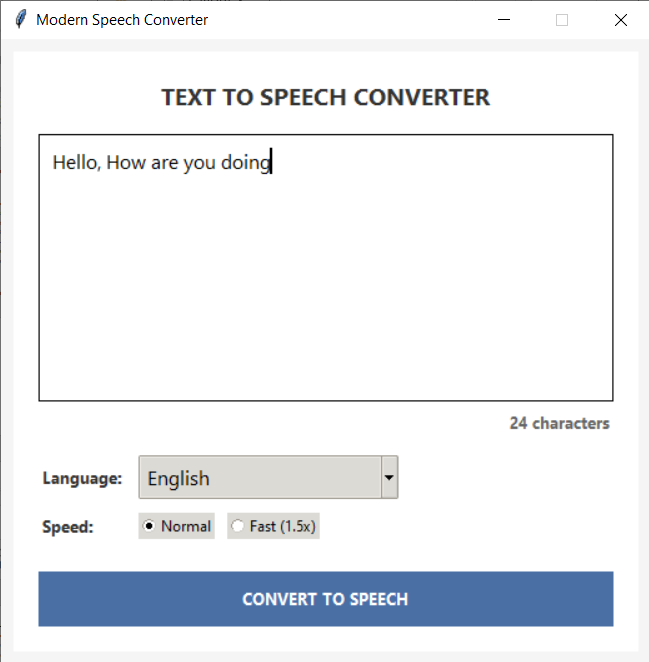 Modern Speech Converter
TEXT TO SPEECH CONVERTER
Hello, How are you doing
24 characters
Language: English
Speed: Normal Fast (1.5x)
CONVERT TO SPEECH